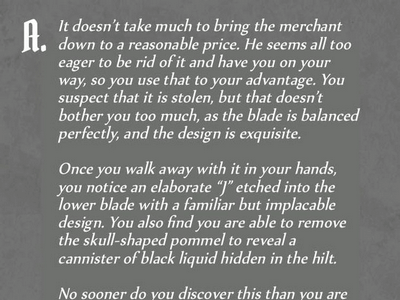 A. It doesn't take much to bring the merchant
down to a reasonable price. He seems all too
eager to be rid of it and have you on your
way, so you use that to your advantage. You
suspect that it is stolen, but that doesn't
bother you too much, as the blade is balanced
perfectly, and the design is exquisite.
Once you walk away with it in your hands,
you notice an elaborate “J” etched into the
lower blade with a familiar but implacable
design. You also find you are able to remove
the skull-shaped pommel to reveal a
cannister of black liquid hidden in the hilt.
No sooner do you discover this than you are